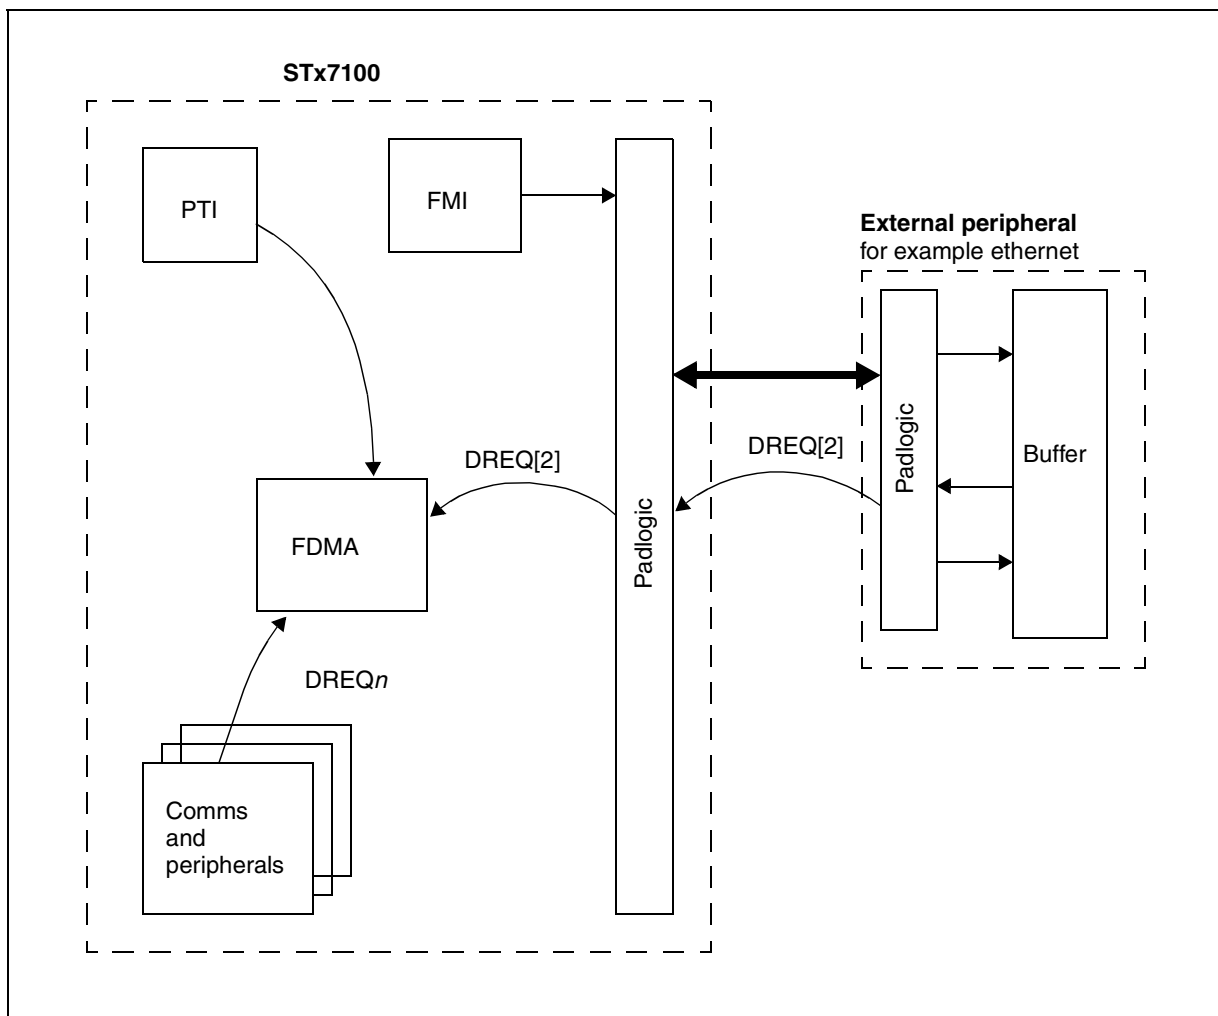 STx7100
PTI
FMI
External peripheral
for example ethernet
DREQ[2]
DREQ[2]
Padlogic
Padlogic
Buffer
FDMA
DREQn
Comms
and
peripherals